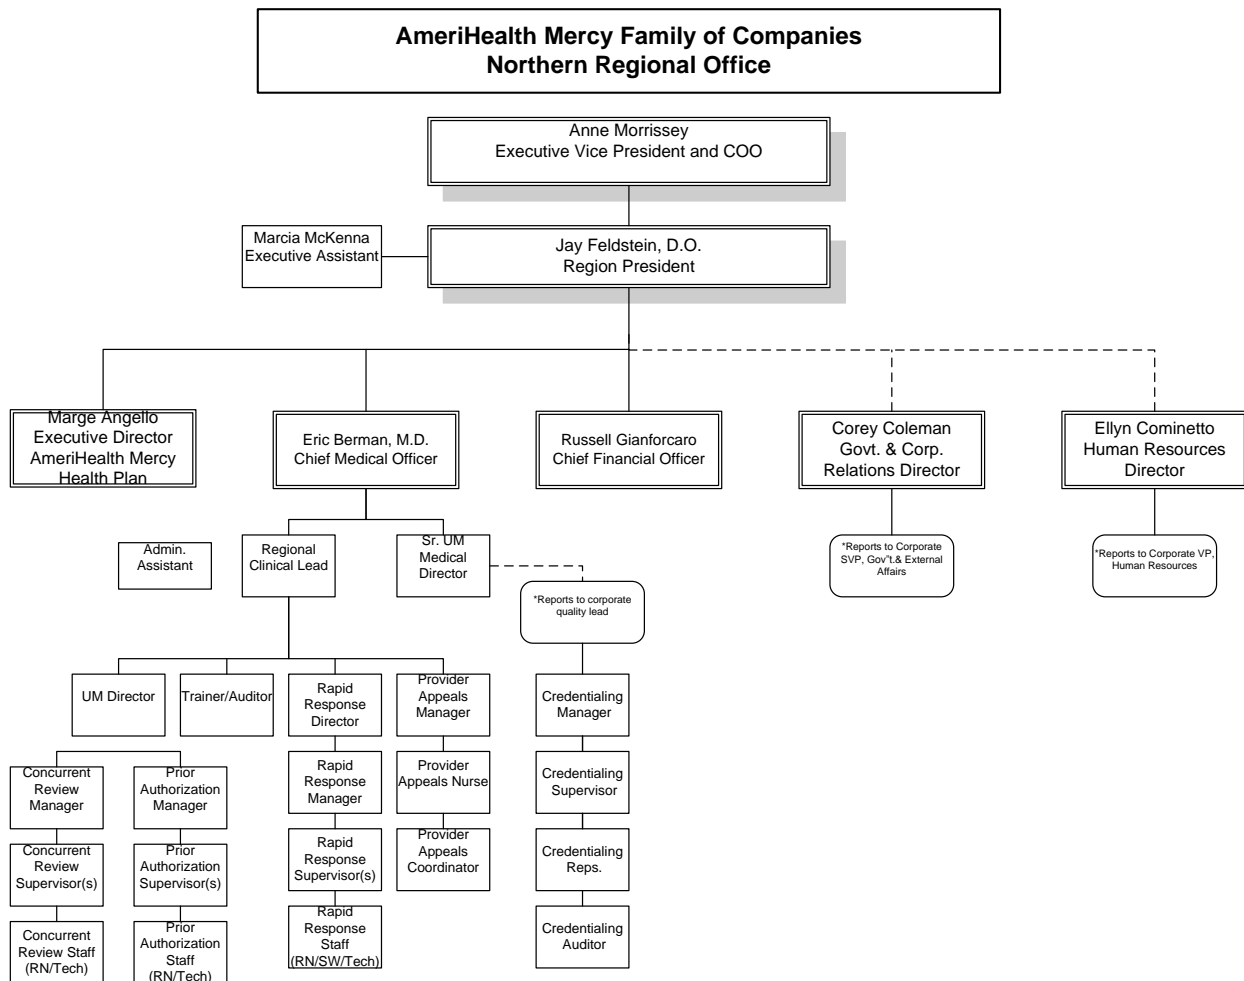 AmeriHealth Mercy Family of Companies
Northern Regional Office
Anne Morrissey
Executive Vice President and COO
Marcia McKenna
Executive Assistant
Jay Feldstein, D.O.
Region President
Marge Angello
Executive Director
AmeriHealth Mercy
Health Plan
Eric Berman, M.D.
Chief Medical Officer
Russell Gianforcaro
Chief Financial Officer
Corey Coleman
Govt. & Corp.
Relations Director
Ellyn Cominetto
Human Resources
Director
Admin.
Assistant
Regional
Clinical Lead
Sr. UM
Medical
Director
*Reports to corporate
quality lead
*Reports to Corporate
SVP, Gov"t.& External
Affairs
*Reports to Corporate VP,
Human Resources
UM Director
Trainer/Auditor
Rapid
Response
Director
Provider
Appeals
Manager
Credentialing
Manager
Concurrent
Review
Manager
Prior
Authorization
Manager
Rapid
Response
Manager
Provider
Appeals Nurse
Credentialing
Supervisor
Concurrent
Review
Supervisor(s)
Prior
Authorization
Supervisor(s)
Rapid
Response
Supervisor(s)
Provider
Appeals
Coordinator
Credentialing
Reps.
Concurrent
Review Staff
(RN/Tech)
Prior
Authorization
Staff
(RN/Tech)
Rapid
Response
Staff
(RN/SW/Tech)
Credentialing
Auditor